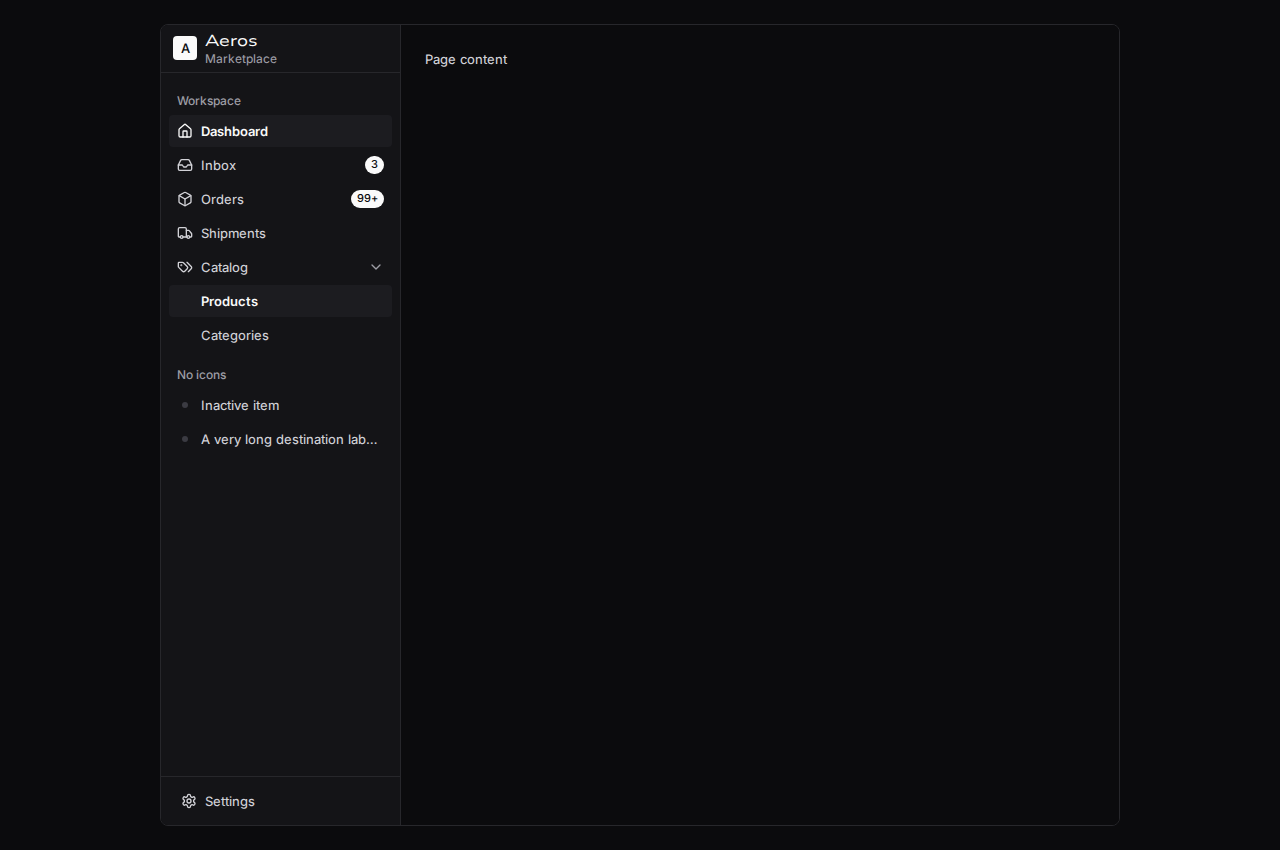 A
Aeros
Marketplace
Page content
Workspace
Dashboard
Inbox
3
Orders
99+
Shipments
Catalog
Products
Categories
No icons
Inactive item
A very long destination lab...
Settings